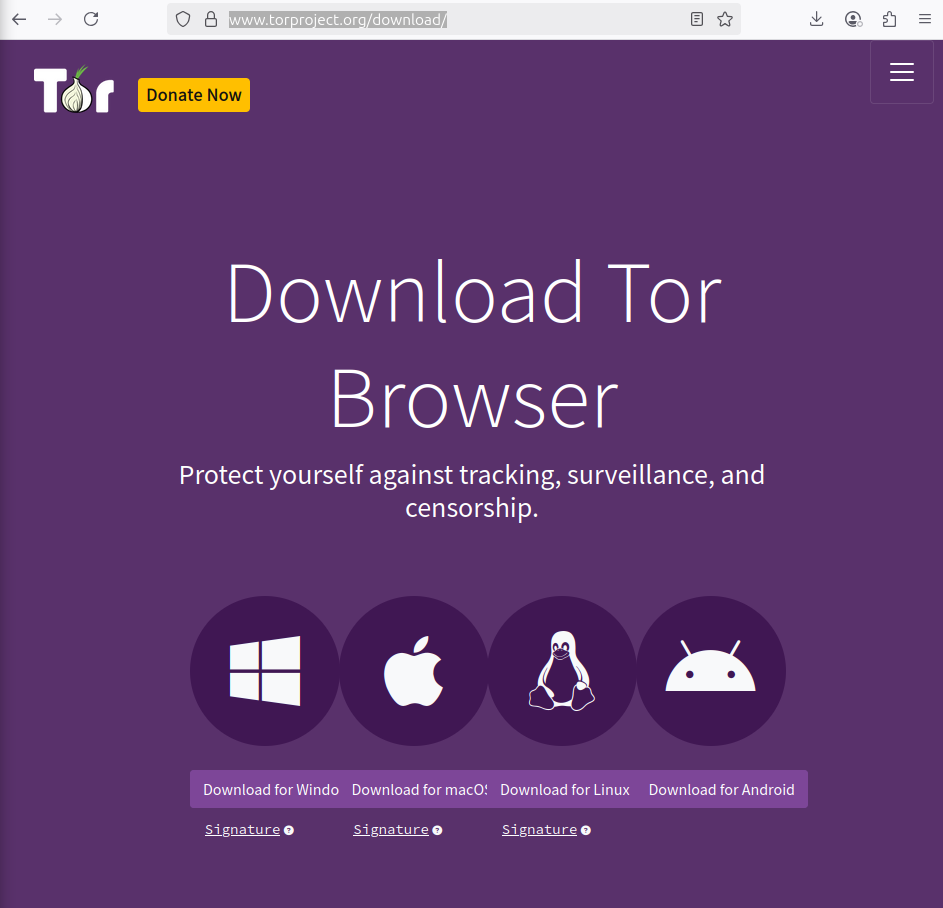 www.torproject.org/download/
Tor
Donate Now
Download Tor
Browser
Protect yourself against tracking, surveillance, and
censorship.
Download for Windo
Download for macOS
Download for Linux
Download for Android
Signature ?
Signature ?
Signature ?